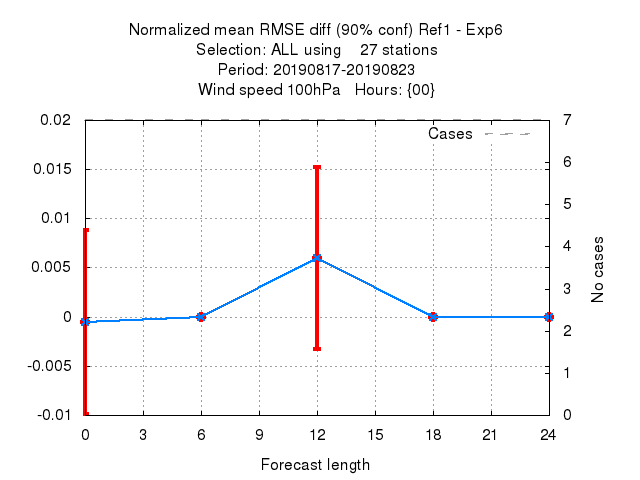 Normalized mean RMSE diff (90% conf) Ref1 - Exp6
Selection: ALL using    27 stations
Period: 20190817-20190823
Wind speed 100hPa   Hours: {00}
0.02
0.015
0.01
0.005
0
-0.005
-0.01
Cases
7
6
5
4
3
2
1
0
No cases
0 3 6 9 12 15 18 21 24
Forecast length